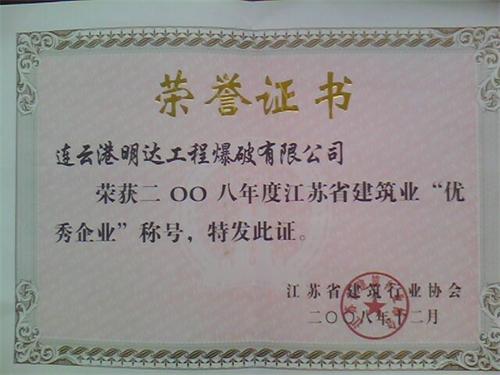 荣誉证书
连云港明达工程爆破有限公司
荣获二OO八年度江苏省建筑业“优
秀企业”称号，特发此证。
江苏省建筑行业协会
二〇〇八年十二月